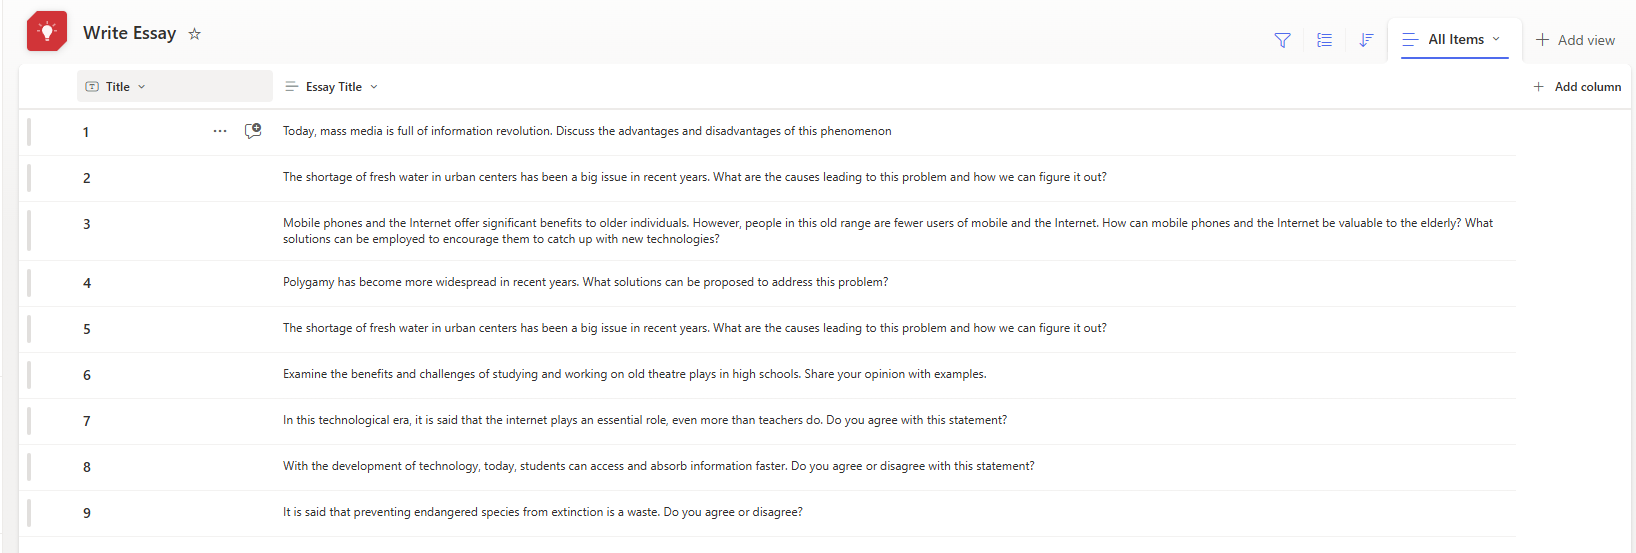 Write Essay
All Items
Add view
Title
Essay Title
Add column
1
Today, mass media is full of information revolution. Discuss the advantages and disadvantages of this phenomenon
2
The shortage of fresh water in urban centers has been a big issue in recent years. What are the causes leading to this problem and how we can figure it out?
3
Mobile phones and the Internet offer significant benefits to older individuals. However, people in this old range are fewer users of mobile and the Internet. How can mobile phones and the Internet be valuable to the elderly? What
solutions can be employed to encourage them to catch up with new technologies?
4
Polygamy has become more widespread in recent years. What solutions can be proposed to address this problem?
5
The shortage of fresh water in urban centers has been a big issue in recent years. What are the causes leading to this problem and how we can figure it out?
6
Examine the benefits and challenges of studying and working on old theatre plays in high schools. Share your opinion with examples.
7
In this technological era, it is said that the internet plays an essential role, even more than teachers do. Do you agree with this statement?
8
With the development of technology, today, students can access and absorb information faster. Do you agree or disagree with this statement?
9
It is said that preventing endangered species from extinction is a waste. Do you agree or disagree?